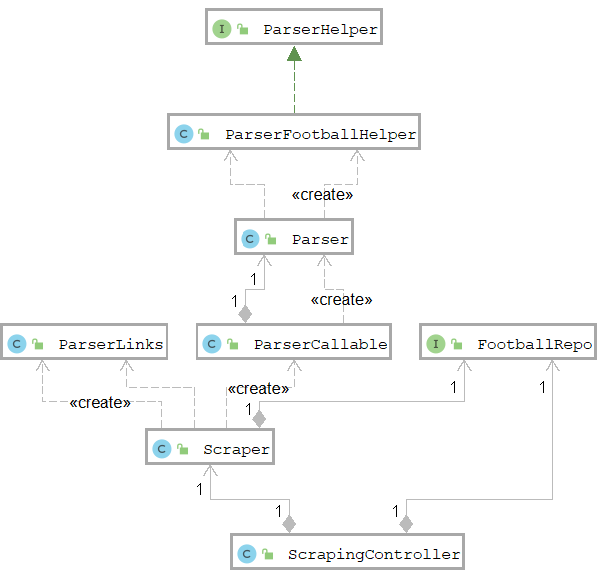 I ParserHelper
C ParserFootballHelper
«create»
C Parser
1
1
«create»
C ParserLinks
C ParserCallable
I FootballRepo
«create»
«create»
1
1
1
C Scraper
1
1
1
C ScrapingController